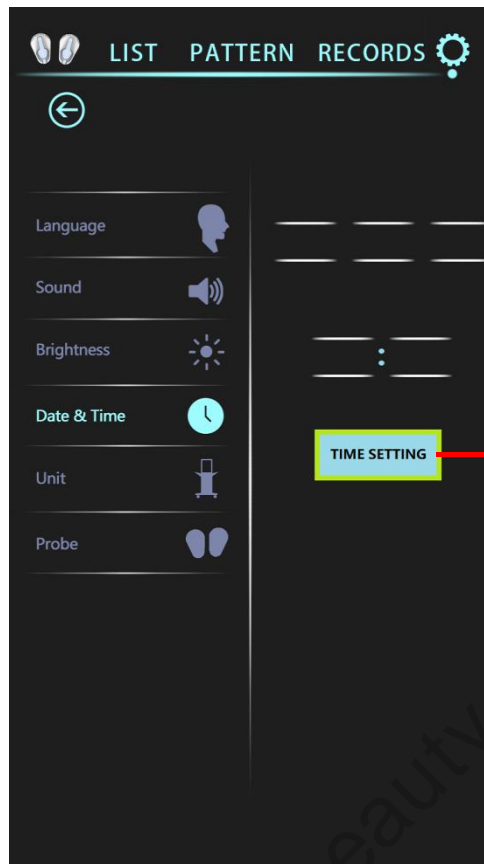 LIST PATTERN RECORDS
Language
Sound
Brightness
:
Date & Time
TIME SETTING
Unit
Probe